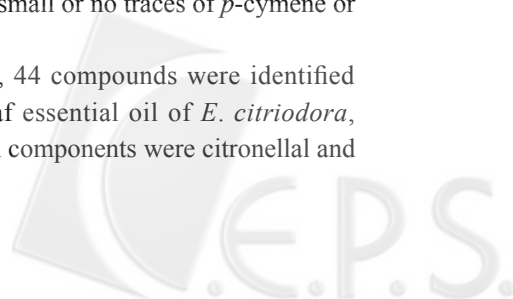 small or no traces of p-cymene or
, 44 compounds were identified
af essential oil of E. citriodora,
components were citronellal and
C.E.P.S.